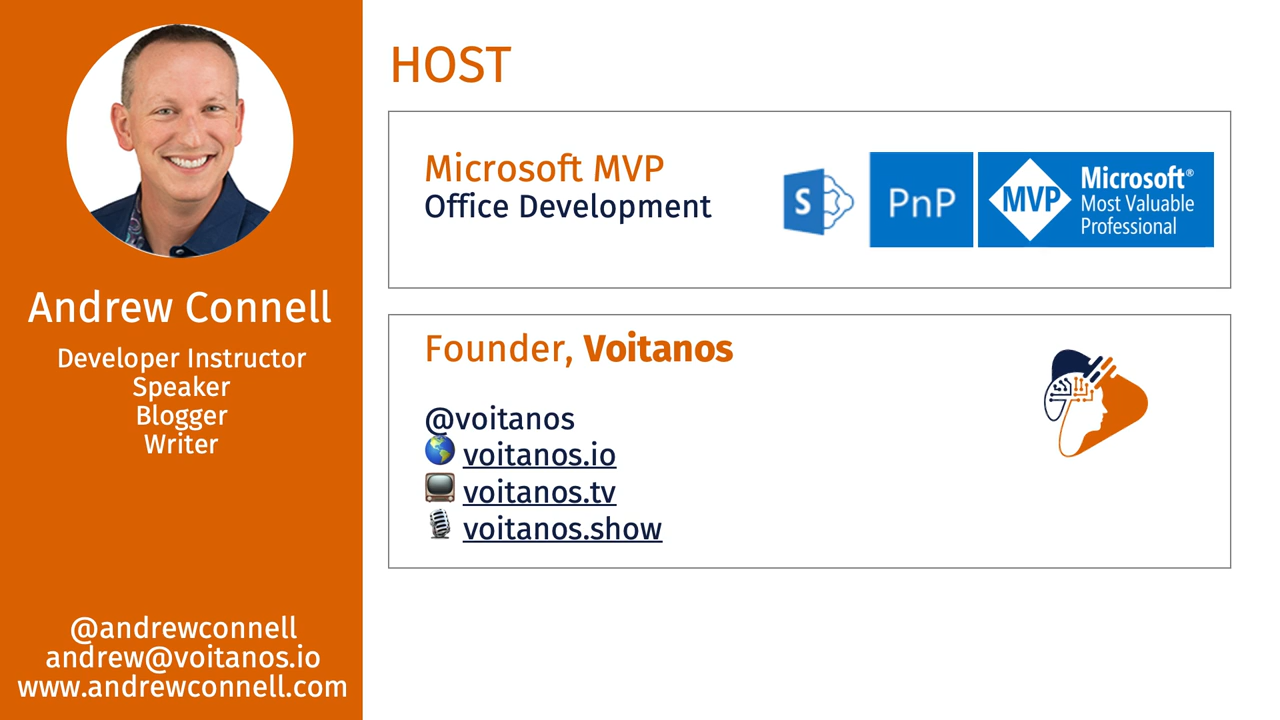 Andrew Connell
Developer Instructor
Speaker
Blogger
Writer
@andrewconnell
andrew@voitanos.io
www.andrewconnell.com
HOST
Microsoft MVP
Office Development
S
PnP
MVP
Microsoft®
Most Valuable
Professional
Founder, Voitanos
@voitanos
voitanos.io
voitanos.tv
voitanos.show